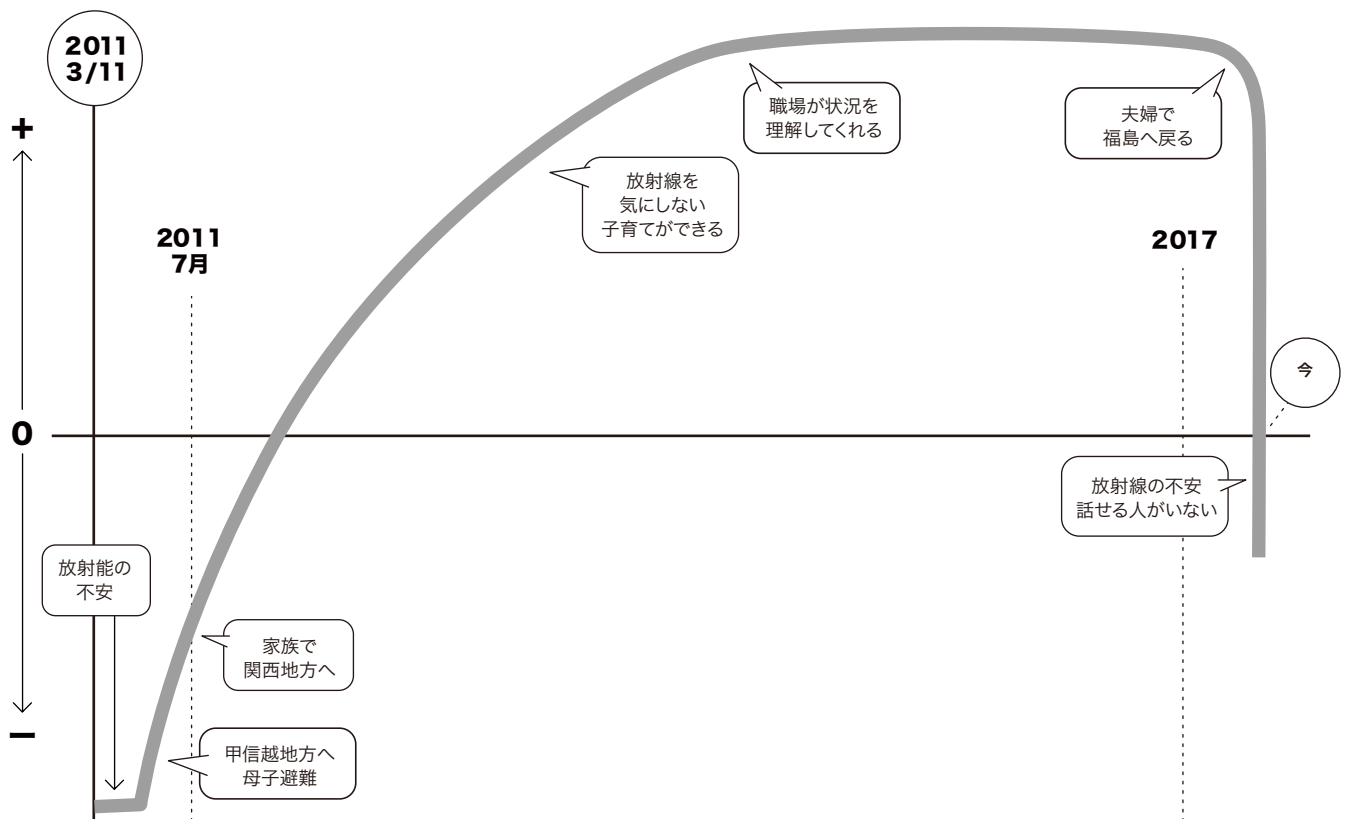 2011
3/11
+
職場が状況を
理解してくれる
夫婦で
福島へ戻る
放射線を
気にしない
子育てができる
2011
7月
2017
今
0
放射線の不安
話せる人がいない
放射能の
不安
家族で
関西地方へ
ー
甲信越地方へ
母子避難